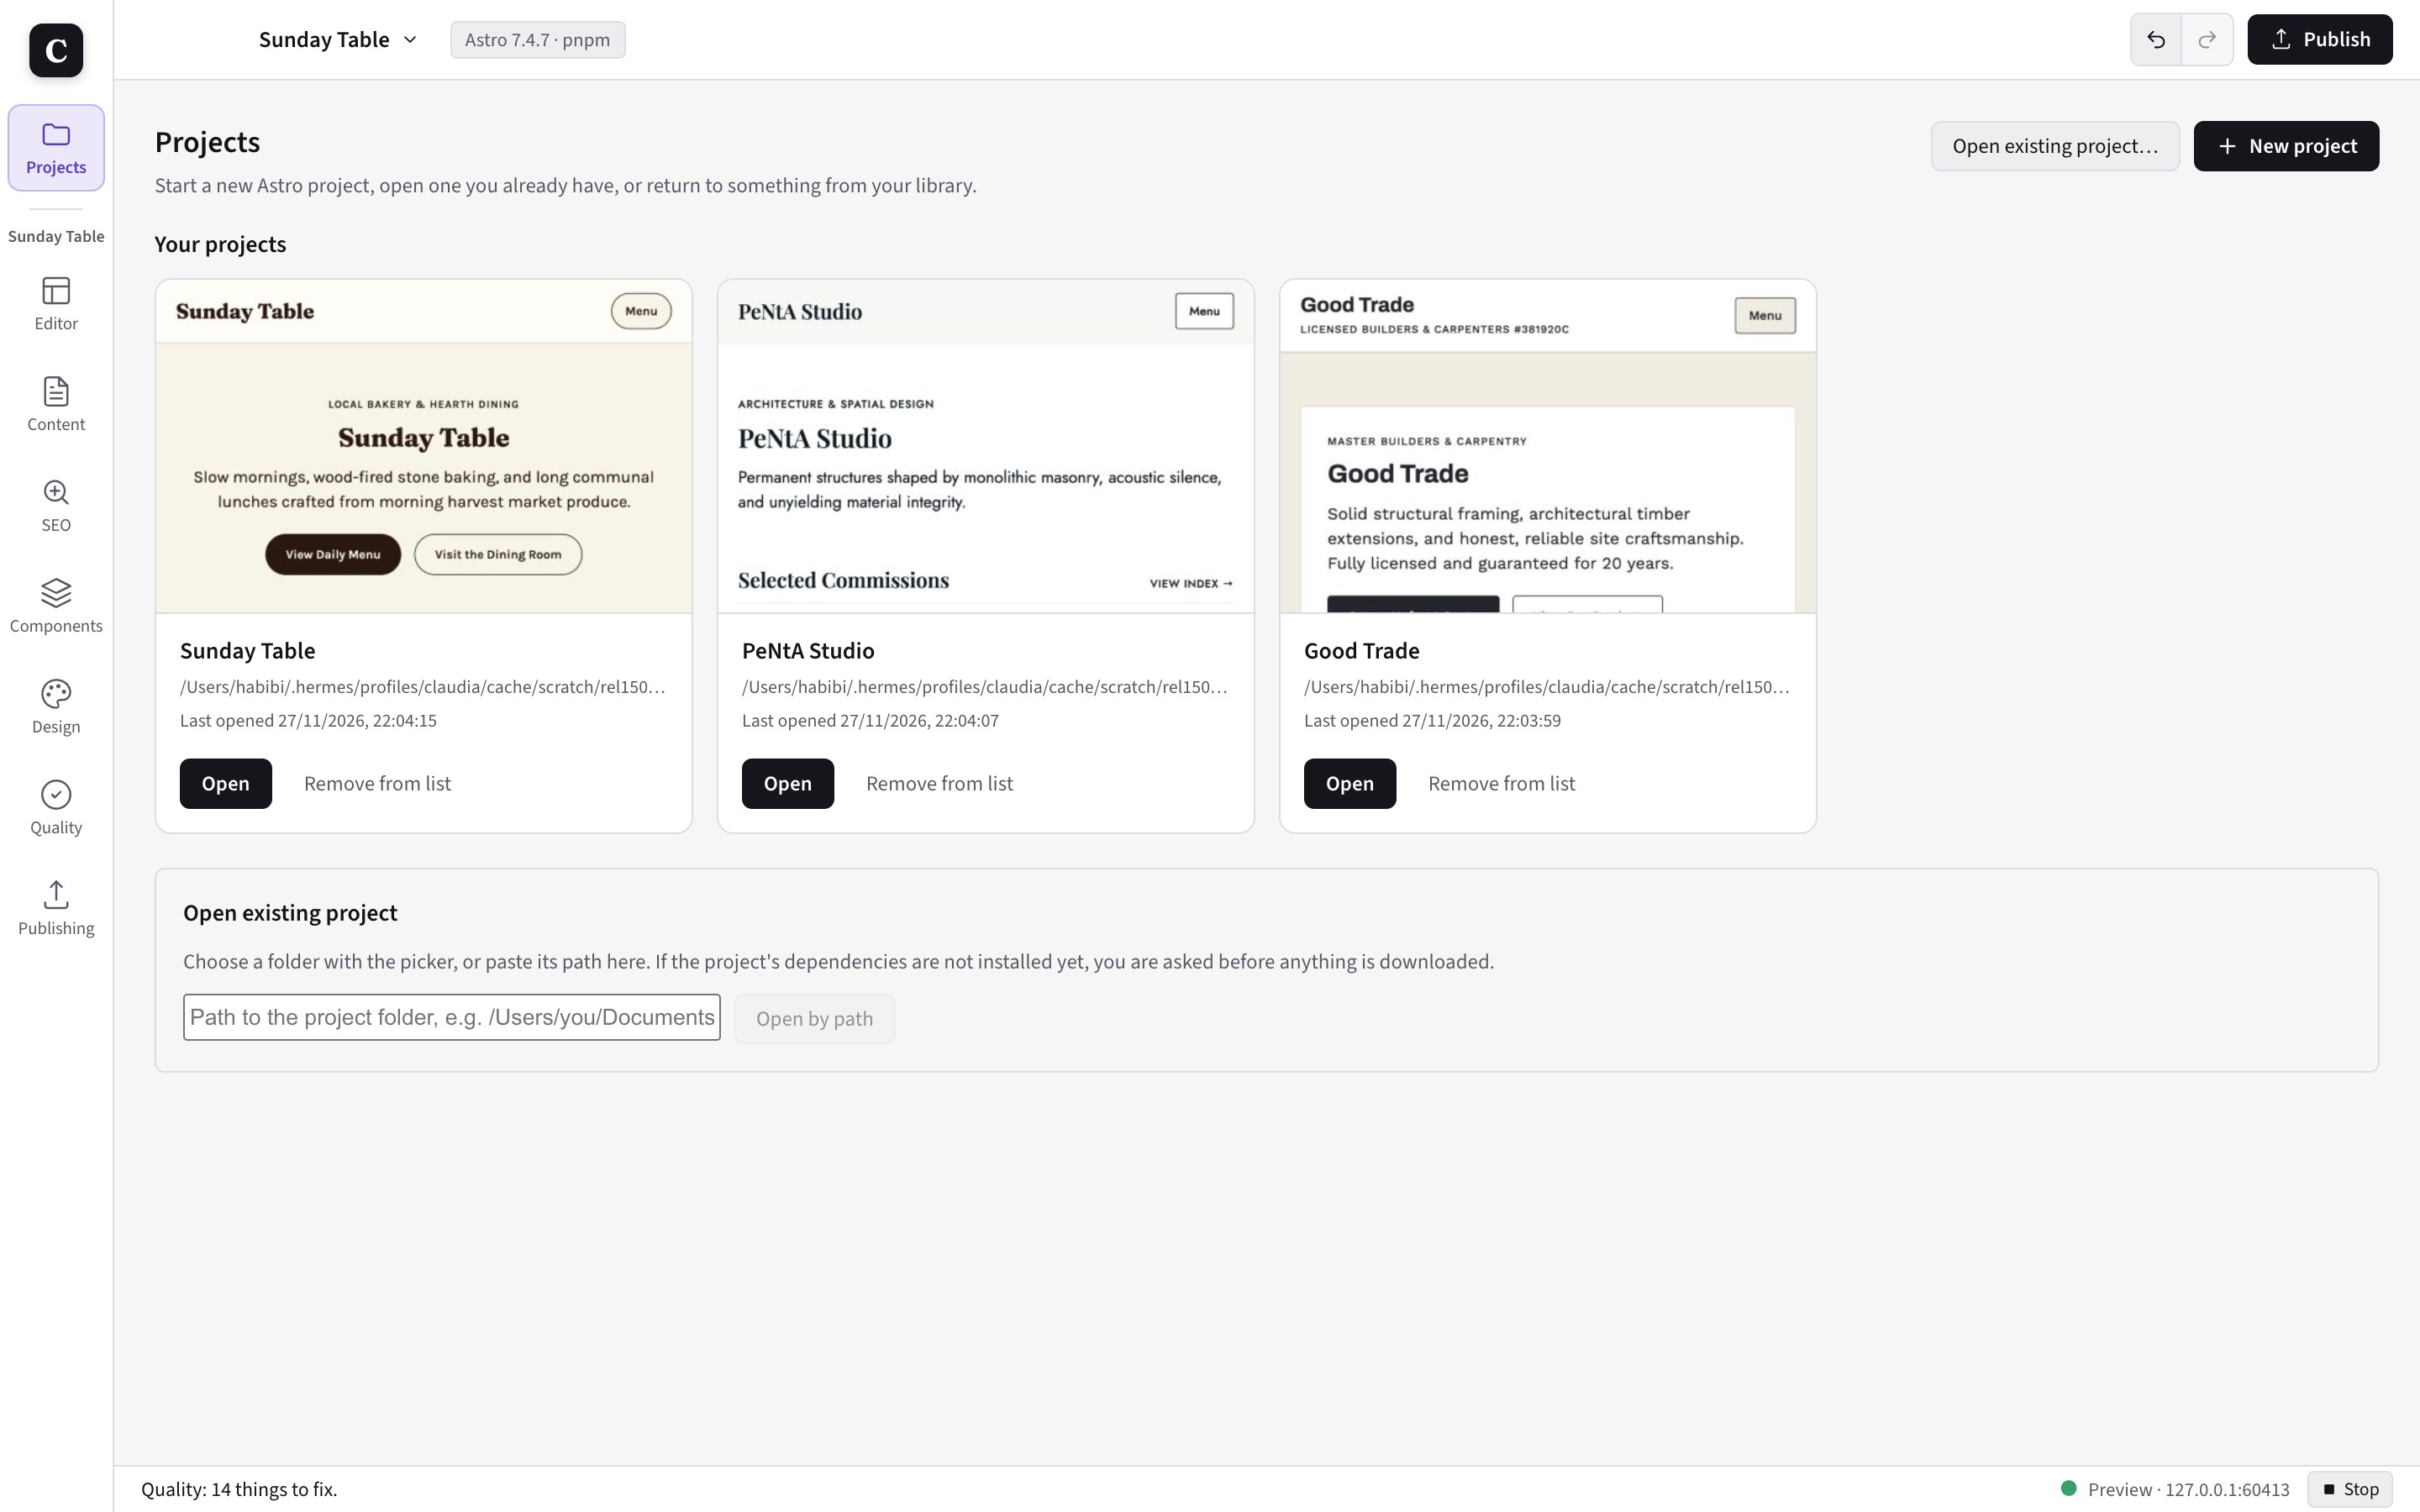 C
Sunday Table
Astro 7.4.7 · pnpm
Publish
Projects
Sunday Table
Editor
Content
SEO
Components
Design
Quality
Publishing
Projects
Start a new Astro project, open one you already have, or return to something from your library.
Open existing project…
New project
Your projects
Sunday Table
Menu
LOCAL BAKERY & HEARTH DINING
Sunday Table
Slow mornings, wood-fired stone baking, and long communal
lunches crafted from morning harvest market produce.
View Daily Menu
Visit the Dining Room
Sunday Table
/Users/habibi/.hermes/profiles/claudia/cache/scratch/rel150…
Last opened 27/11/2026, 22:04:15
Open
Remove from list
PeNtA Studio
Menu
ARCHITECTURE & SPATIAL DESIGN
PeNtA Studio
Permanent structures shaped by monolithic masonry, acoustic silence,
and unyielding material integrity.
Selected Commissions
VIEW INDEX →
PeNtA Studio
/Users/habibi/.hermes/profiles/claudia/cache/scratch/rel150…
Last opened 27/11/2026, 22:04:07
Open
Remove from list
Good Trade
LICENSED BUILDERS & CARPENTERS #381920C
Menu
MASTER BUILDERS & CARPENTRY
Good Trade
Solid structural framing, architectural timber
extensions, and honest, reliable site craftsmanship.
Fully licensed and guaranteed for 20 years.
Good Trade
/Users/habibi/.hermes/profiles/claudia/cache/scratch/rel150…
Last opened 27/11/2026, 22:03:59
Open
Remove from list
Open existing project
Choose a folder with the picker, or paste its path here. If the project's dependencies are not installed yet, you are asked before anything is downloaded.
Path to the project folder, e.g. /Users/you/Documents
Open by path
Quality: 14 things to fix.
Preview · 127.0.0.1:60413
Stop